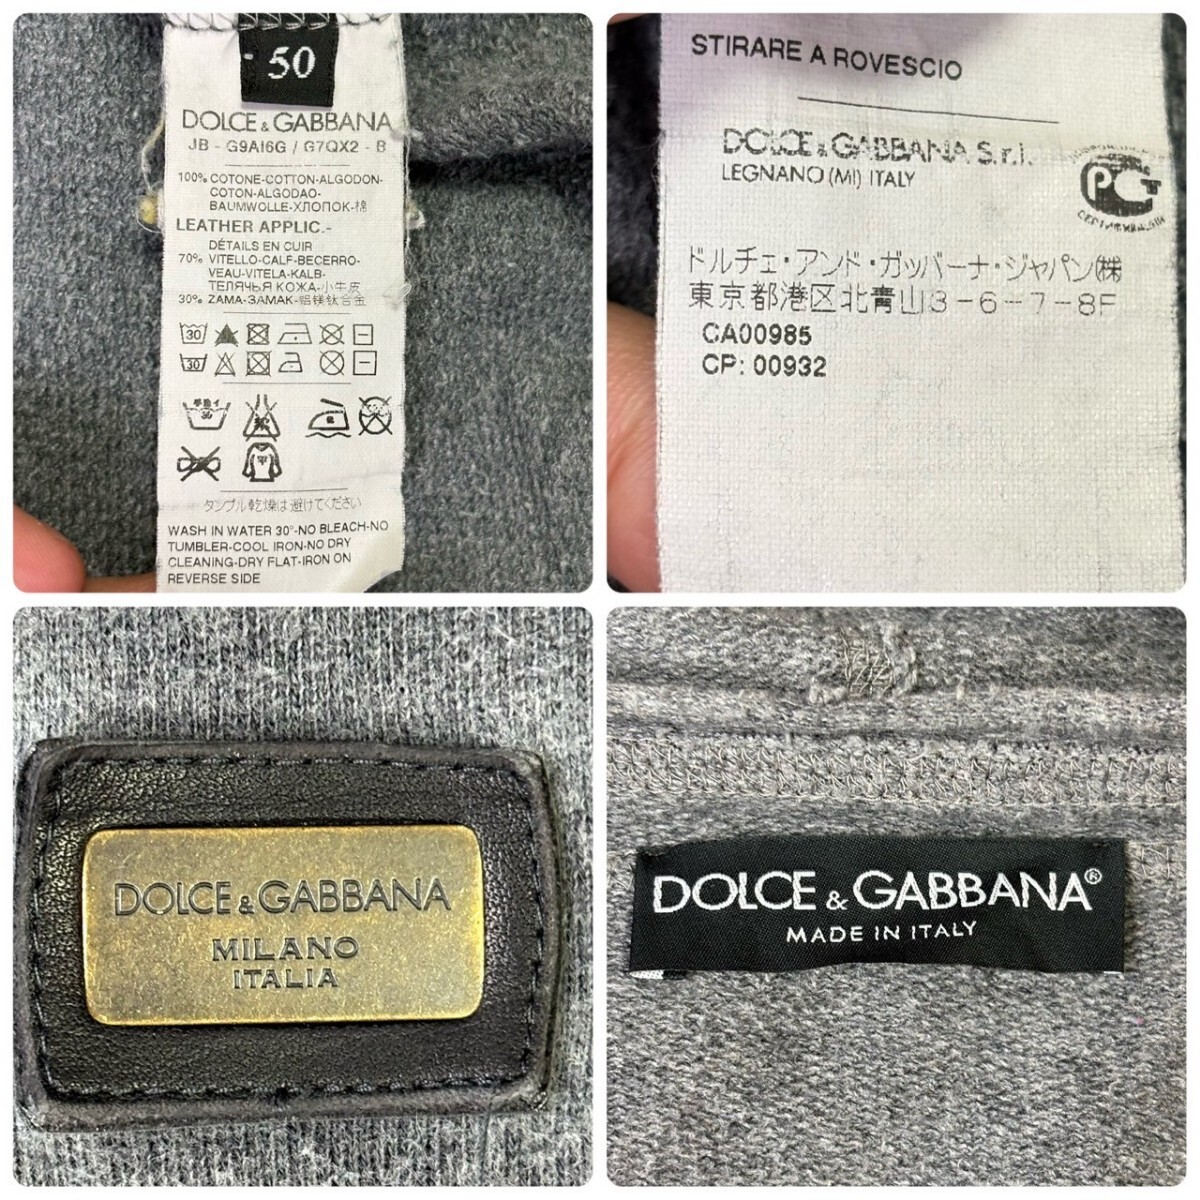 50
DOLCE & GABBANA
JB - G9AI6G / G7QX2 - B
100% COTONE-COTTON-ALGODON-
COTON-ALGODAO-
BAUMWOLLE-ХЛОПОК-棉
LEATHER APPLIC.-
DÉTAILS EN CUIR
70% VITELLO-CALF-BECERRO-
VEAU-VITELA-KALB-
ТЕЛЯЧЬЯ КОЖА-小牛皮
30% ZAMA-ZAMAK-铝镁钛合金
30
30
手洗イ
30
タンブル乾燥は避けてください
WASH IN WATER 30°-NO BLEACH-NO
TUMBLER-COOL IRON-NO DRY
CLEANING-DRY FLAT-IRON ON
REVERSE SIDE
STIRARE A ROVESCIO
DOLCE & GABBANA S.r.l.
LEGNANO (MI) ITALY
ドルチェ・アンド・ガッバーナ・ジャパン㈱
東京都港区北青山3-6-7-8F
CA00985
CP: 00932
DOLCE & GABBANA
MILANO
ITALIA
DOLCE & GABBANA®
MADE IN ITALY